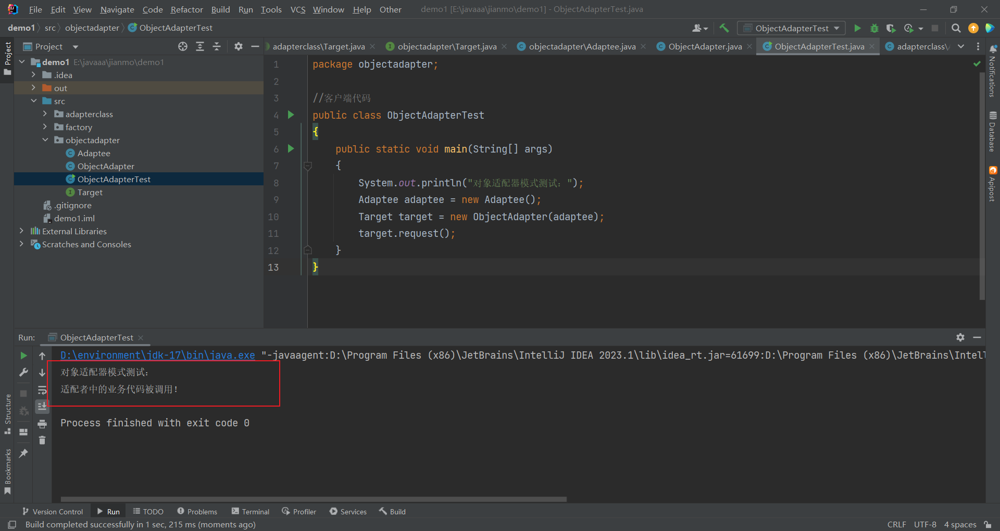 File Edit View Navigate Code Refactor Build Run Tools VCS Window Help Other demo1 [E:\javaaa\jianmo\demo1] - ObjectAdapterTest.java
demo1 src objectadapter ObjectAdapterTest
ObjectAdapterTest
Project
adapterclass\Target.java objectadapter\Target.java objectadapter\Adaptee.java ObjectAdapter.java ObjectAdapterTest.java adapterclass\
Project
demo1 E:\javaaa\jianmo\demo1
.idea
out
src
adapterclass
factory
objectadapter
Adaptee
ObjectAdapter
ObjectAdapterTest
Target
.gitignore
demo1.iml
External Libraries
Scratches and Consoles
1 package objectadapter;
2
3 //客户端代码
4 public class ObjectAdapterTest
5 {
6 public static void main(String[] args)
7 {
8 System.out.println("对象适配器模式测试：");
9 Adaptee adaptee = new Adaptee();
10 Target target = new ObjectAdapter(adaptee);
11 target.request();
12 }
13 }
Notifications
Database
Apipost
Run: ObjectAdapterTest
D:\environment\jdk-17\bin\java.exe "-javaagent:D:\Program Files (x86)\JetBrains\IntelliJ IDEA 2023.1\lib\idea_rt.jar=61699:D:\Program Files (x86)\JetBrains\Intell
对象适配器模式测试：
适配者中的业务代码被调用！
Process finished with exit code 0
Structure
Bookmarks
Version Control Run TODO Problems Terminal Profiler Services Build
Build completed successfully in 1 sec, 215 ms (moments ago)
CRLF UTF-8 4 spaces